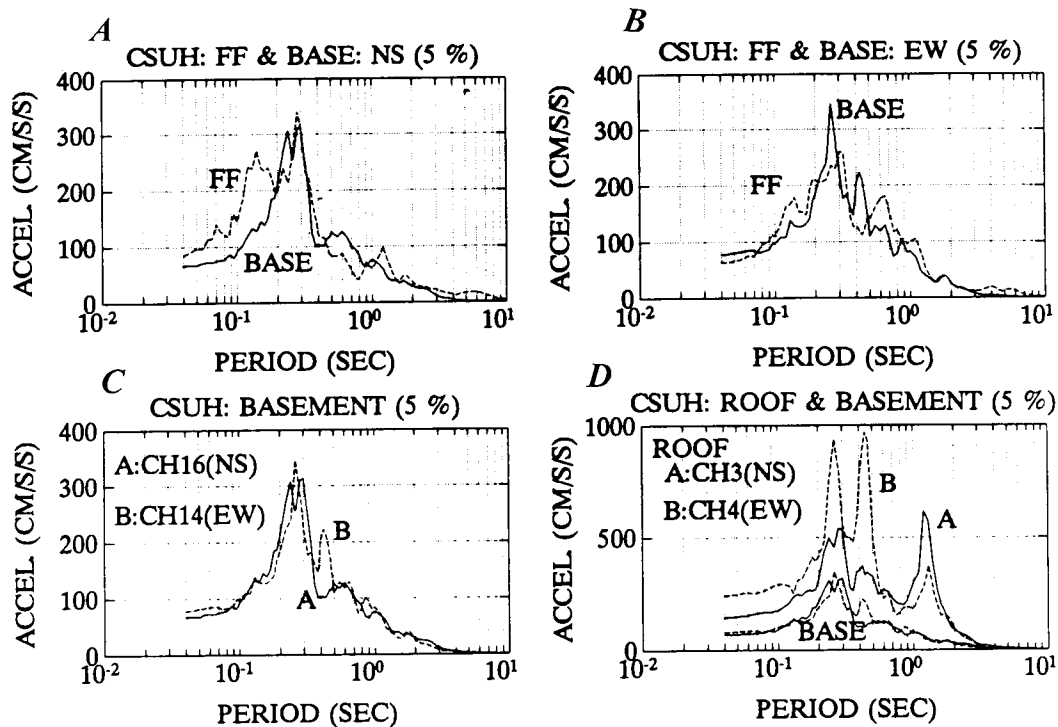 A
CSUH: FF & BASE: NS (5 %)
400
300
200
100
0
ACCEL. (CM/S/S)
FF
BASE
10-2
10-1
100
101
PERIOD (SEC)
B
CSUH: FF & BASE: EW (5 %)
400
300
200
100
0
ACCEL. (CM/S/S)
BASE
FF
10-2
10-1
100
101
PERIOD (SEC)
C
CSUH: BASEMENT (5 %)
400
300
200
100
0
ACCEL. (CM/S/S)
A:CH16(NS)
B:CH14(EW)
B
A
10-2
10-1
100
101
PERIOD (SEC)
D
CSUH: ROOF & BASEMENT (5 %)
1000
500
0
ACCEL. (CM/S/S)
ROOF
A:CH3(NS)
B:CH4(EW)
B
A
BASE
10-2
10-1
100
101
PERIOD (SEC)